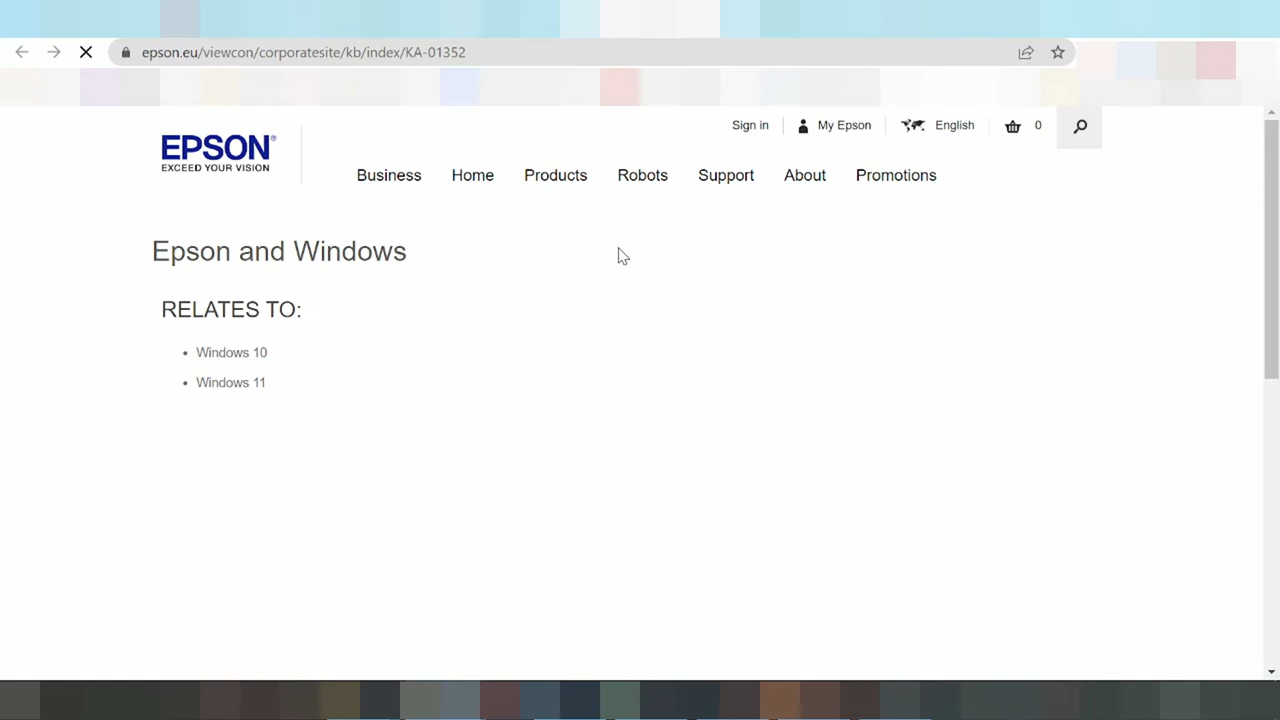 epson.eu/viewcon/corporatesite/kb/index/KA-01352
Sign in My Epson English 0
EPSON®
EXCEED YOUR VISION
Business Home Products Robots Support About Promotions
Epson and Windows
RELATES TO:
• Windows 10
• Windows 11